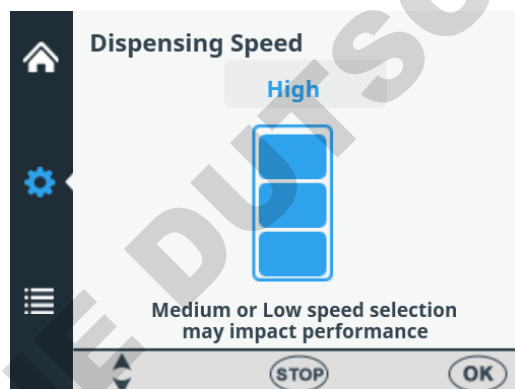 Dispensing Speed
High
Medium or Low speed selection
may impact performance
STOP
OK